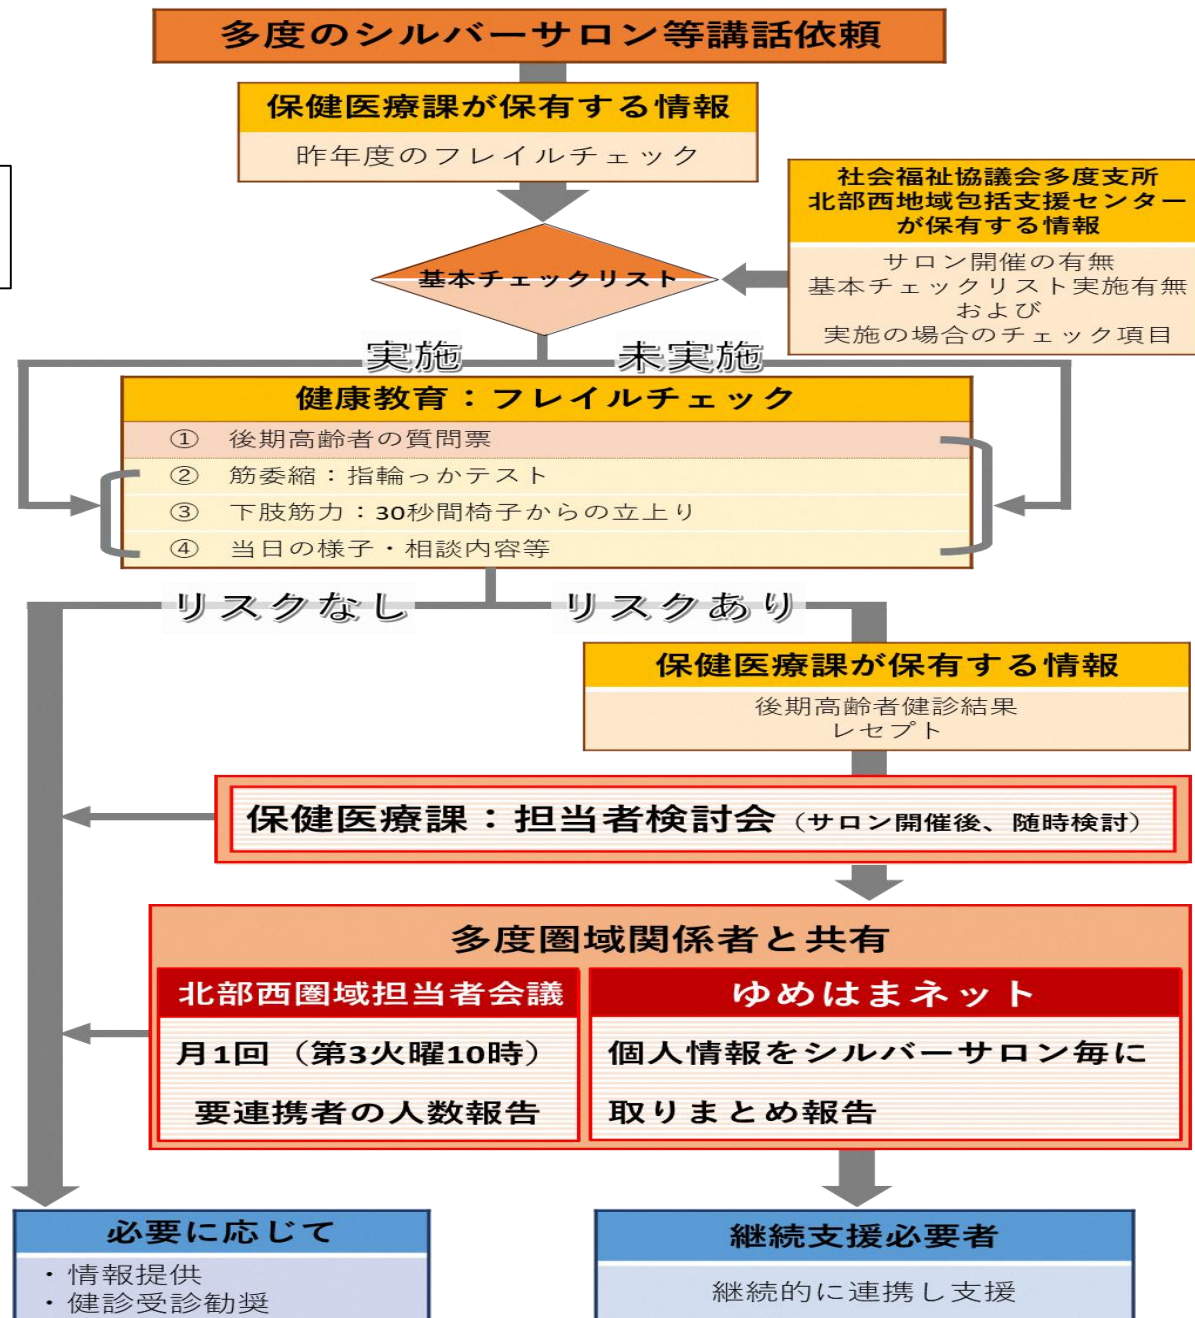 多度のシルバーサロン等講話依頼
保健医療課が保有する情報
昨年度のフレイルチェック
社会福祉協議会多度支所
北部西地域包括支援センター
が保有する情報
サロン開催の有無
基本チェックリスト実施有無
および
実施の場合のチェック項目
基本チェックリスト
実施
未実施
健康教育：フレイルチェック
① 後期高齢者の質問票
② 筋委縮：指輪っかテスト
③ 下肢筋力：30秒間椅子からの立上り
④ 当日の様子・相談内容等
リスクなし
リスクあり
保健医療課が保有する情報
後期高齢者健診結果
レセプト
保健医療課：担当者検討会（サロン開催後、随時検討）
多度圏域関係者と共有
北部西圏域担当者会議
月1回（第3火曜10時）
要連携者の人数報告
ゆめはまネット
個人情報をシルバーサロン毎に
取りまとめ報告
必要に応じて
・情報提供
・健診受診勧奨
継続支援必要者
継続的に連携し支援